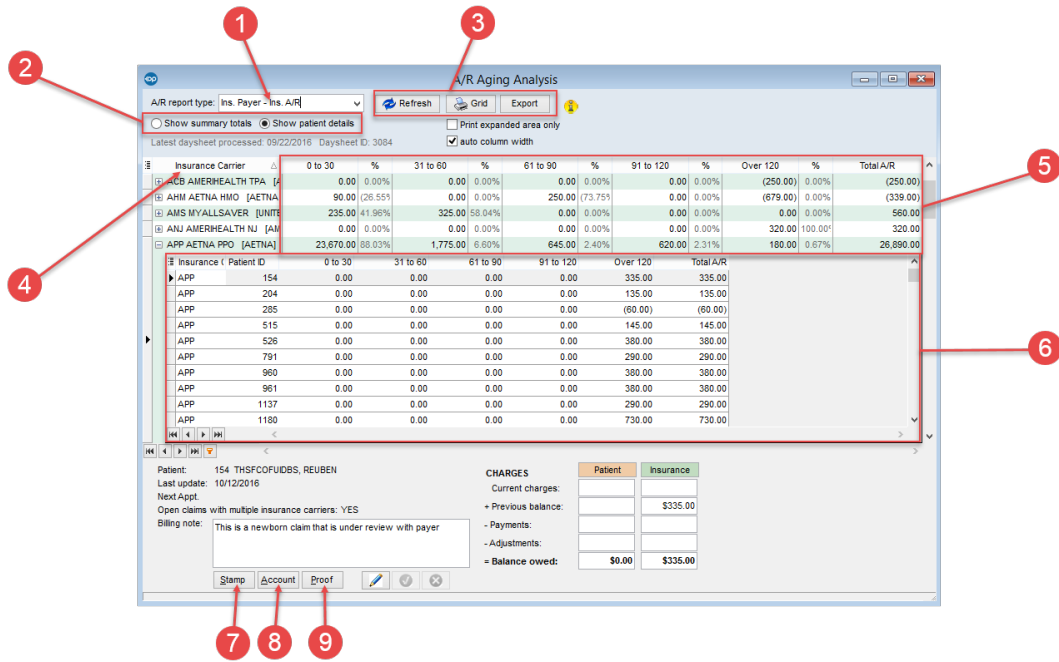 1
3
2
A/R Aging Analysis
A/R report type: Ins. Payer - Ins. A/R
Refresh Grid Export
Show summary totals Show patient details
Print expanded area only
Latest daysheet processed: 09/22/2016 Daysheet ID: 3084
auto column width
Insurance Carrier 0 to 30 % 31 to 60 % 61 to 90 % 91 to 120 % Over 120 % Total A/R
5
ACB AMERIHEALTH TPA [A 0.00 0.00% 0.00 0.00% 0.00 0.00% 0.00 0.00% (250.00) 0.00% (250.00)
AHM AETNA HMO [AETNA 90.00 (26.55% 0.00 0.00% 250.00 (73.75% 0.00 0.00% (679.00) 0.00% (339.00)
AMS MYALLSAVER [UNITE 235.00 41.96% 325.00 58.04% 0.00 0.00% 0.00 0.00% 0.00 0.00% 560.00
ANJ AMERIHEALTH NJ [AM 0.00 0.00% 0.00 0.00% 0.00 0.00% 0.00 0.00% 320.00 100.00% 320.00
APP AETNA PPO [AETNA] 23,670.00 88.03% 1,775.00 6.60% 645.00 2.40% 620.00 2.31% 180.00 0.67% 26,890.00
Insurance ( Patient ID 0 to 30 31 to 60 61 to 90 91 to 120 Over 120 Total A/R
4
APP 154 0.00 0.00 0.00 0.00 335.00 335.00
APP 204 0.00 0.00 0.00 0.00 135.00 135.00
APP 285 0.00 0.00 0.00 0.00 (60.00) (60.00)
APP 515 0.00 0.00 0.00 0.00 145.00 145.00
APP 526 0.00 0.00 0.00 0.00 380.00 380.00
6
APP 791 0.00 0.00 0.00 0.00 290.00 290.00
APP 960 0.00 0.00 0.00 0.00 380.00 380.00
APP 961 0.00 0.00 0.00 0.00 380.00 380.00
APP 1137 0.00 0.00 0.00 0.00 290.00 290.00
APP 1180 0.00 0.00 0.00 0.00 730.00 730.00
Patient: 154 THSFCOFUIDBS, REUBEN
CHARGES Patient Insurance
Last update: 10/12/2016
Current charges:
Next Appt.
Open claims with multiple insurance carriers: YES
+ Previous balance: $335.00
Billing note: This is a newborn claim that is under review with payer
- Payments:
- Adjustments:
= Balance owed: $0.00 $335.00
Stamp Account Proof
7 8 9